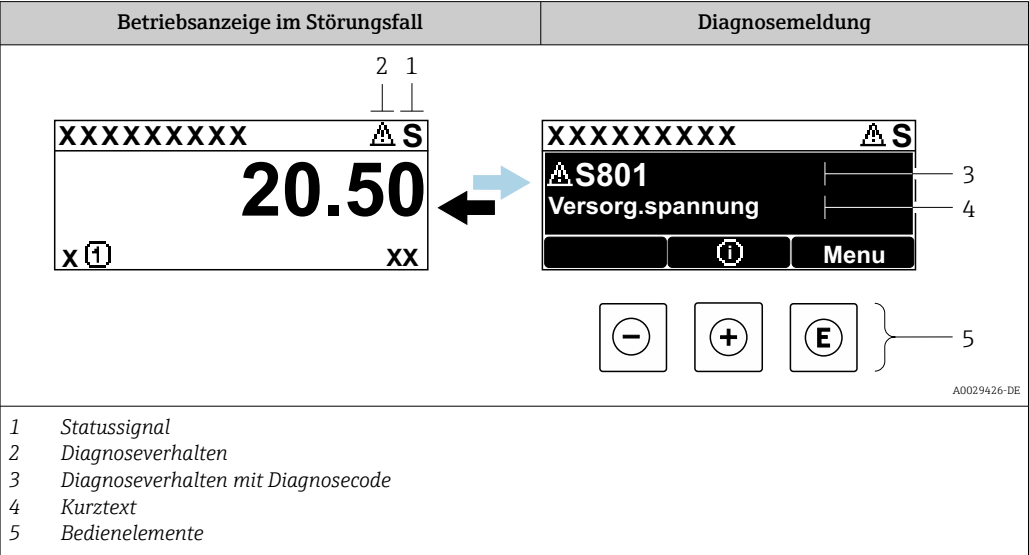 Betriebsanzeige im Störungsfall
Diagnosemeldung
2 1
XXXXXXXXX S
20.50
x 1 xx
XXXXXXXXX S
S801
Versorg.spannung
i Menu
3
4
− + E
5
A0029426-DE
1 Statussignal
2 Diagnoseverhalten
3 Diagnoseverhalten mit Diagnosecode
4 Kurztext
5 Bedienelemente